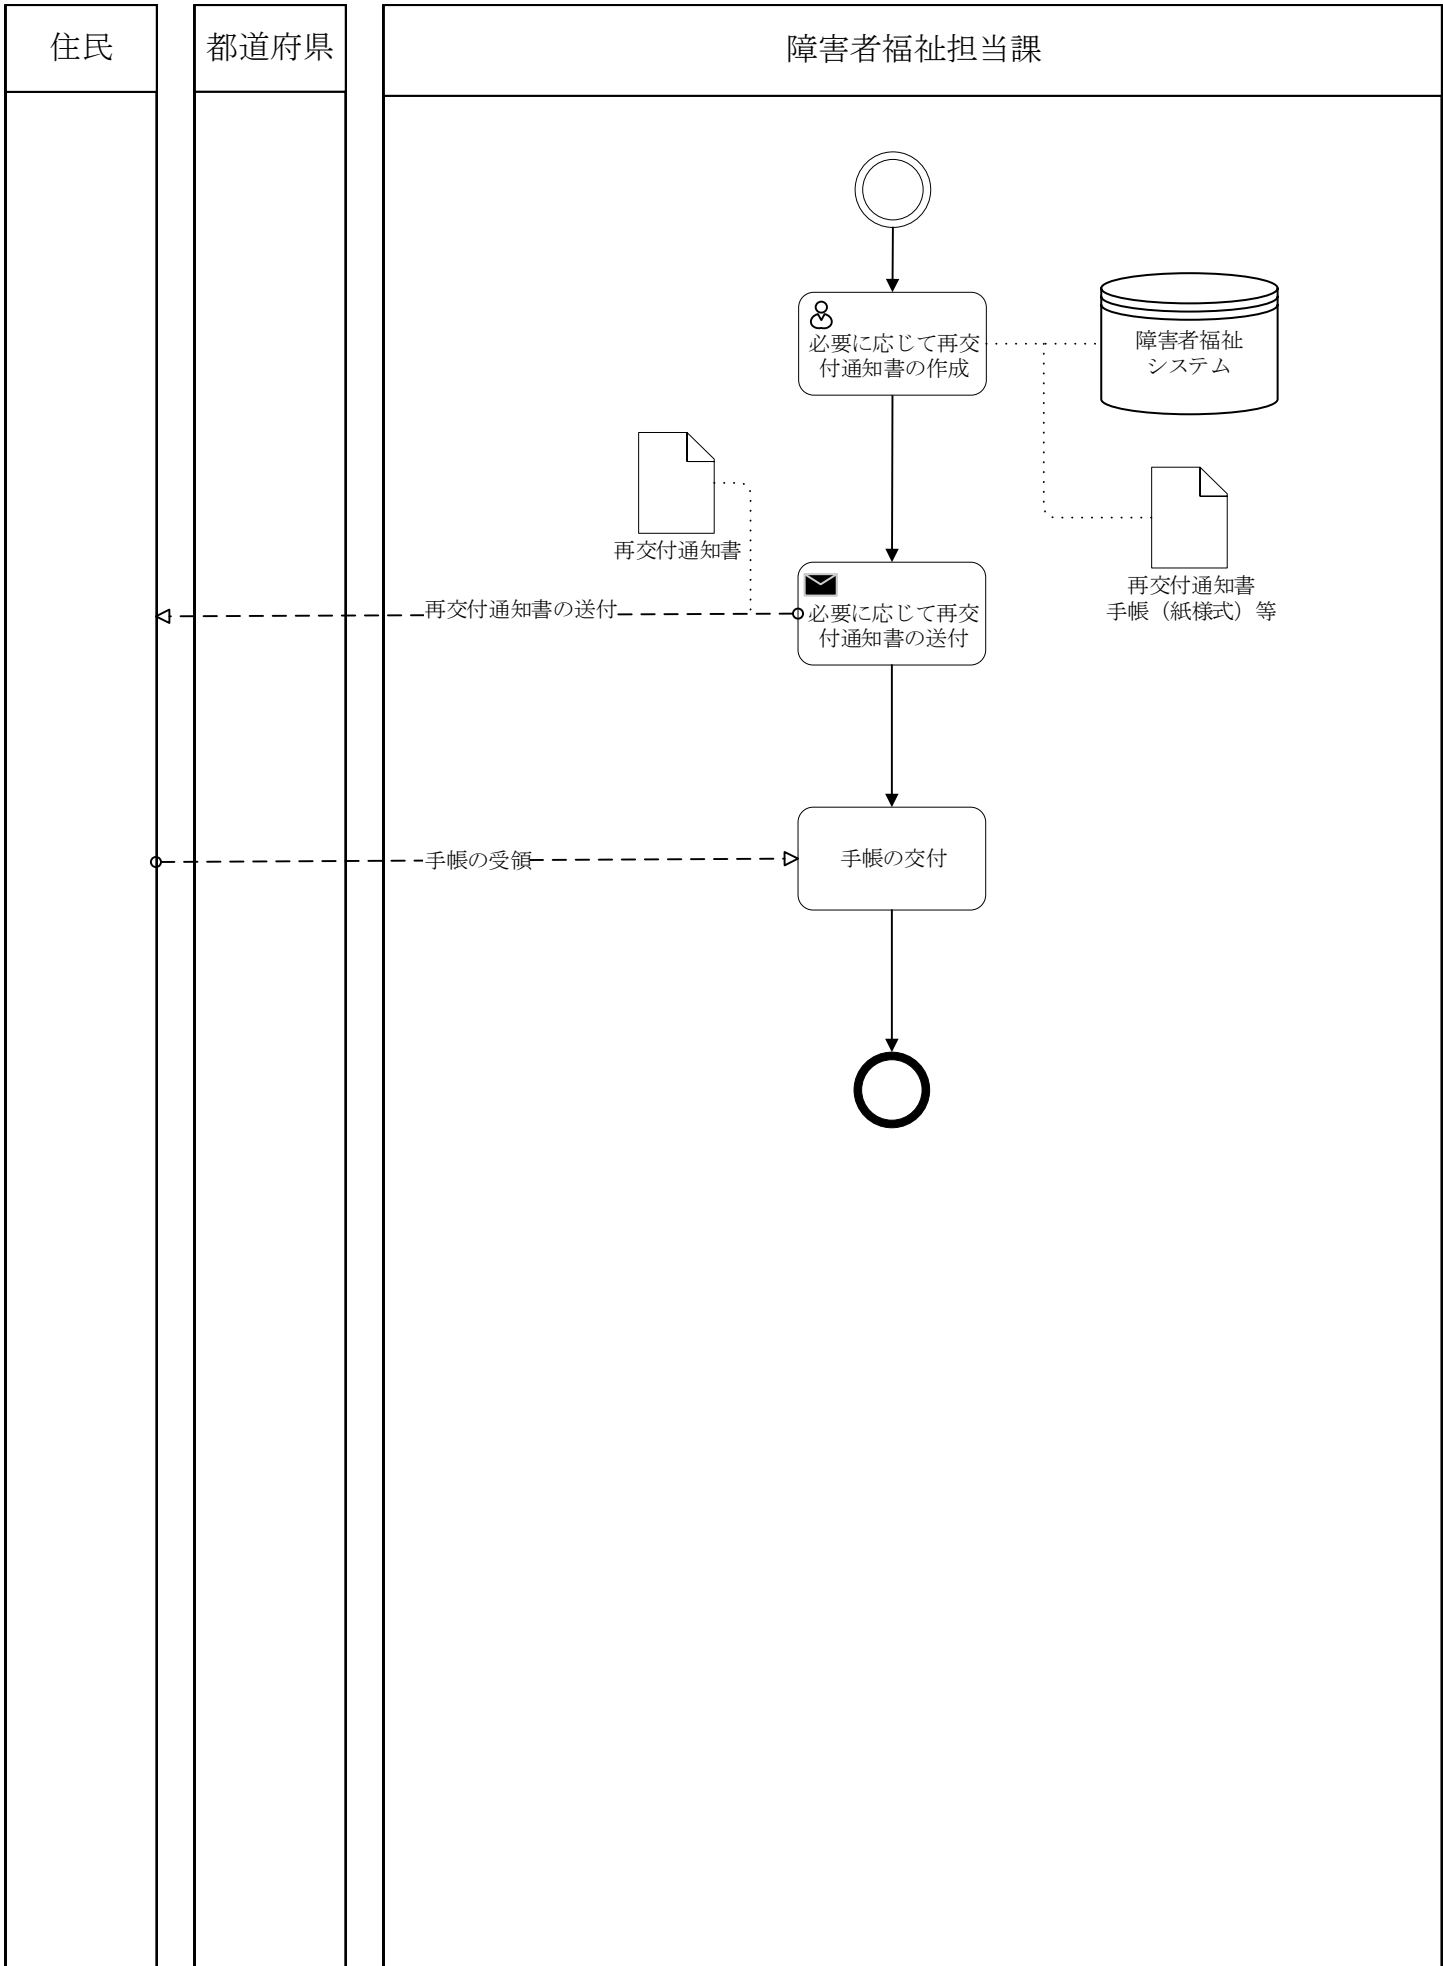 住民
都道府県
障害者福祉担当課
必要に応じて再交
付通知書の作成
障害者福祉
システム
再交付通知書
再交付通知書
手帳（紙様式）等
再交付通知書の送付
必要に応じて再交
付通知書の送付
手帳の受領
手帳の交付